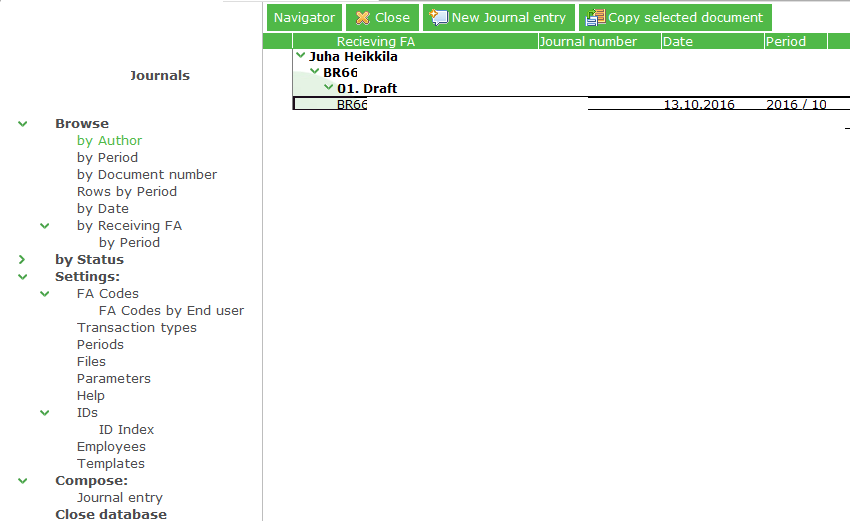 Navigator Close New Journal entry Copy selected document
Recieving FA Journal number Date Period
Juha Heikkila
BR66
01. Draft
BR66 13.10.2016 2016 / 10
Journals
Browse
by Author
by Period
by Document number
Rows by Period
by Date
by Receiving FA
by Period
by Status
Settings:
FA Codes
FA Codes by End user
Transaction types
Periods
Files
Parameters
Help
IDs
ID Index
Employees
Templates
Compose:
Journal entry
Close database